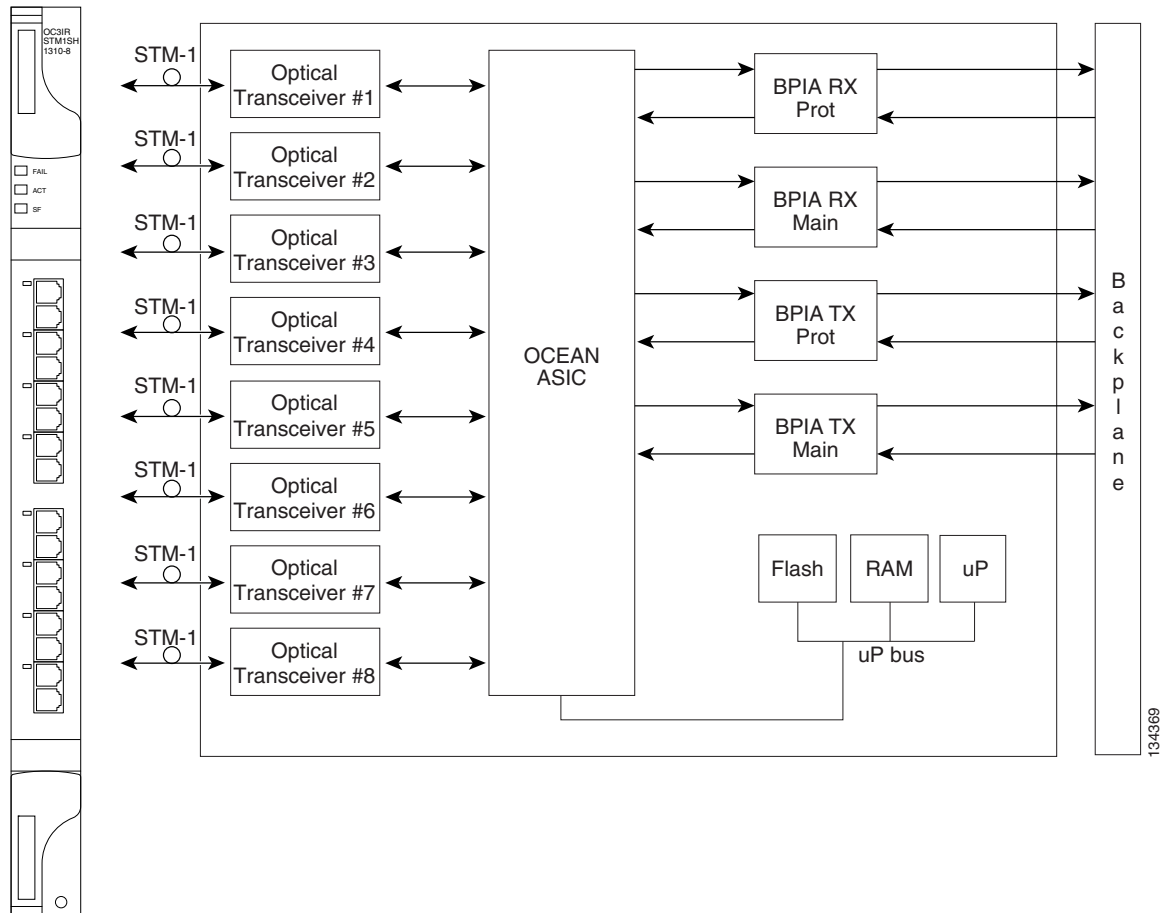 OC3IR
STM1SH
1310-8
FAIL
ACT
SF
STM-1
Optical
Transceiver #1
STM-1
Optical
Transceiver #2
STM-1
Optical
Transceiver #3
STM-1
Optical
Transceiver #4
STM-1
Optical
Transceiver #5
STM-1
Optical
Transceiver #6
STM-1
Optical
Transceiver #7
STM-1
Optical
Transceiver #8
OCEAN
ASIC
BPIA RX
Prot
BPIA RX
Main
BPIA TX
Prot
BPIA TX
Main
Flash
RAM
uP
uP bus
Backplane
134369